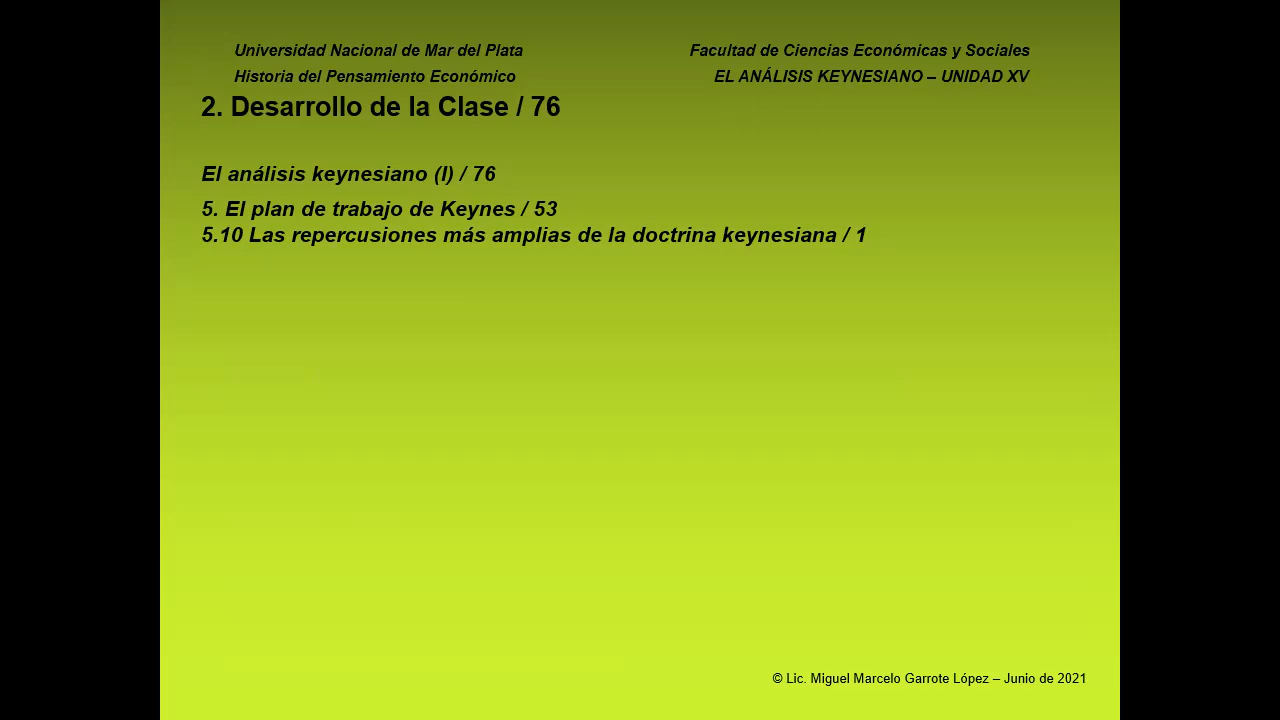 Universidad Nacional de Mar del Plata
Facultad de Ciencias Económicas y Sociales
Historia del Pensamiento Económico
EL ANÁLISIS KEYNESIANO – UNIDAD XV
2. Desarrollo de la Clase / 76
El análisis keynesiano (I) / 76
5. El plan de trabajo de Keynes / 53
5.10 Las repercusiones más amplias de la doctrina keynesiana / 1
© Lic. Miguel Marcelo Garrote López – Junio de 2021